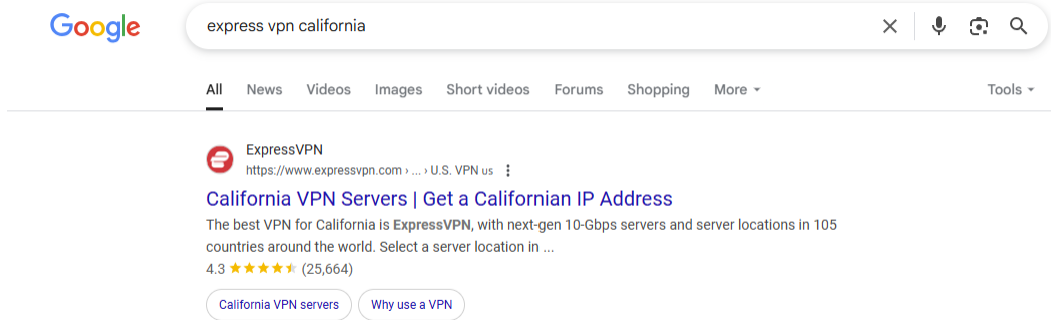 Google express vpn california
All News Videos Images Short videos Forums Shopping More Tools
ExpressVPN
https://www.expressvpn.com › ... › U.S. VPN us
California VPN Servers | Get a Californian IP Address
The best VPN for California is ExpressVPN, with next-gen 10-Gbps servers and server locations in 105
countries around the world. Select a server location in ...
4.3 (25,664)
California VPN servers Why use a VPN